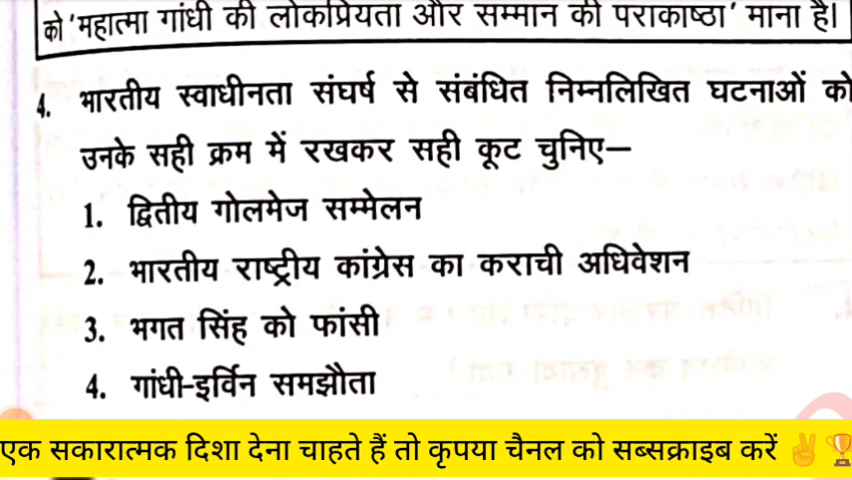 को 'महात्मा गांधी की लोकप्रियता और सम्मान की पराकाष्ठा' माना है।
4. भारतीय स्वाधीनता संघर्ष से संबंधित निम्नलिखित घटनाओं को
उनके सही क्रम में रखकर सही कूट चुनिए–
1. द्वितीय गोलमेज सम्मेलन
2. भारतीय राष्ट्रीय कांग्रेस का कराची अधिवेशन
3. भगत सिंह को फांसी
4. गांधी-इर्विन समझौता
एक सकारात्मक दिशा देना चाहते हैं तो कृपया चैनल को सब्सक्राइब करें ✌🏆